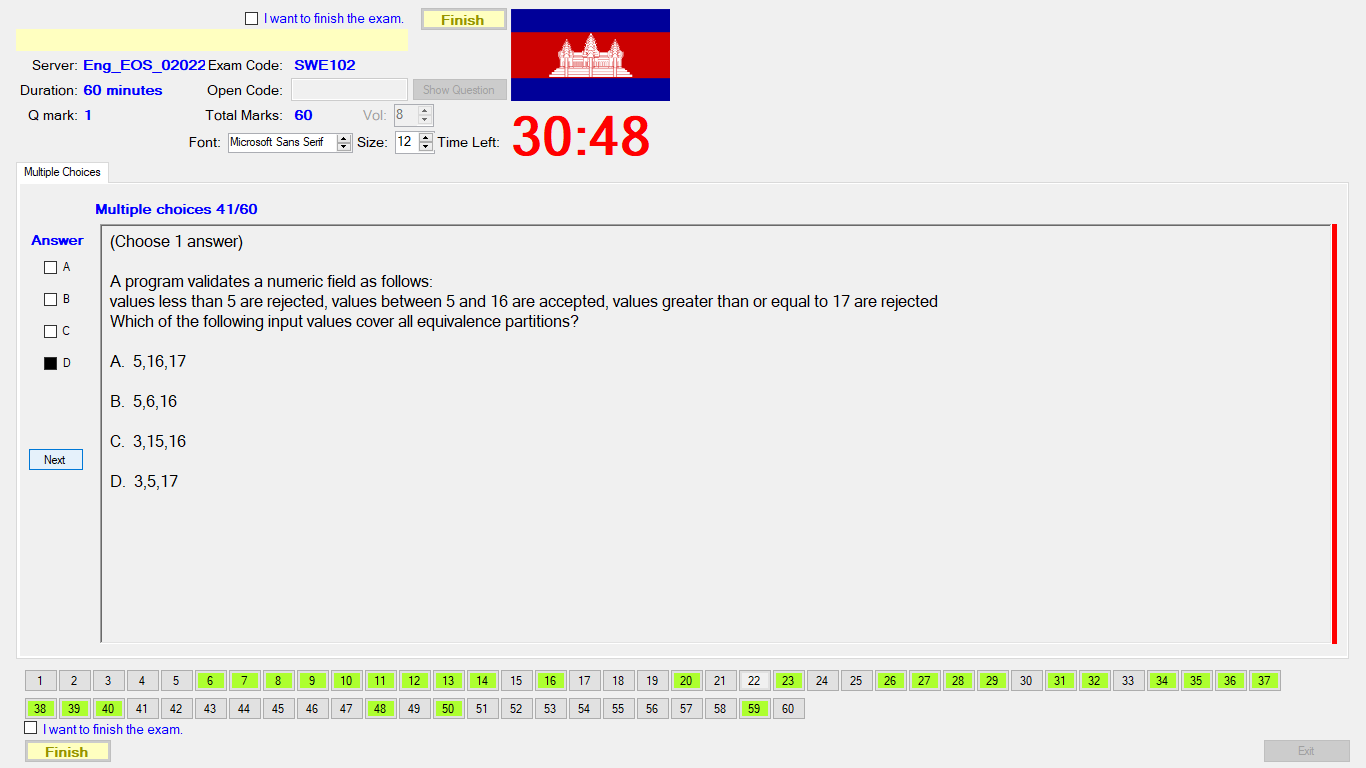 I want to finish the exam. Finish
Server: Eng_EOS_02022 Exam Code: SWE102
Duration: 60 minutes Open Code: Show Question
Q mark: 1 Total Marks: 60 Vol: 8
Font: Microsoft Sans Serif Size: 12 Time Left: 30:48
Multiple Choices
Multiple choices 41/60
Answer
A
B
C
D
Next
(Choose 1 answer)
A program validates a numeric field as follows:
values less than 5 are rejected, values between 5 and 16 are accepted, values greater than or equal to 17 are rejected
Which of the following input values cover all equivalence partitions?
A. 5,16,17
B. 5,6,16
C. 3,15,16
D. 3,5,17
1 2 3 4 5 6 7 8 9 10 11 12 13 14 15 16 17 18 19 20 21 22 23 24 25 26 27 28 29 30 31 32 33 34 35 36 37
38 39 40 41 42 43 44 45 46 47 48 49 50 51 52 53 54 55 56 57 58 59 60
I want to finish the exam.
Finish Exit